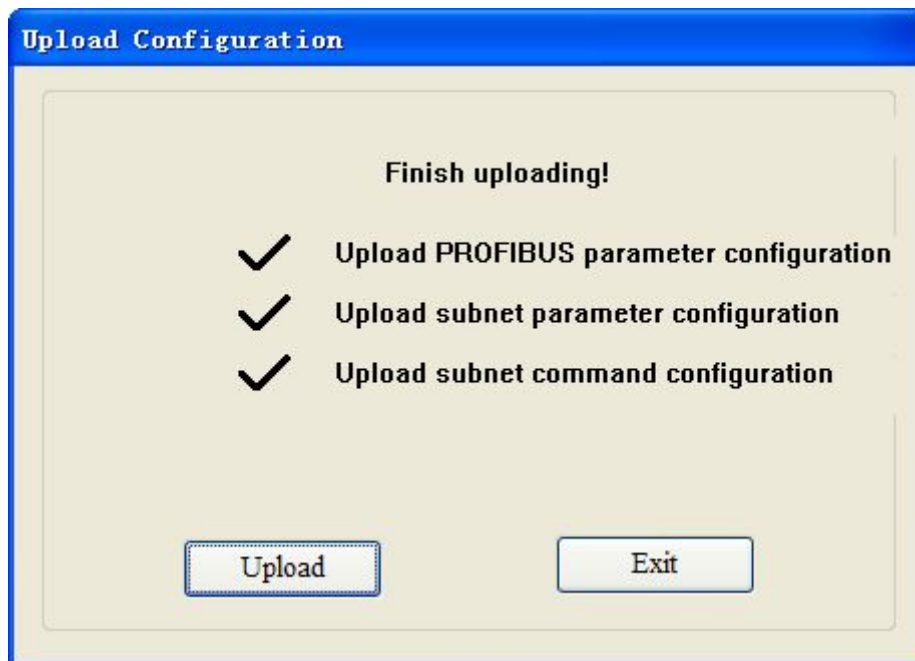 Upload Configuration
Finish uploading!
Upload PROFIBUS parameter configuration
Upload subnet parameter configuration
Upload subnet command configuration
Upload
Exit